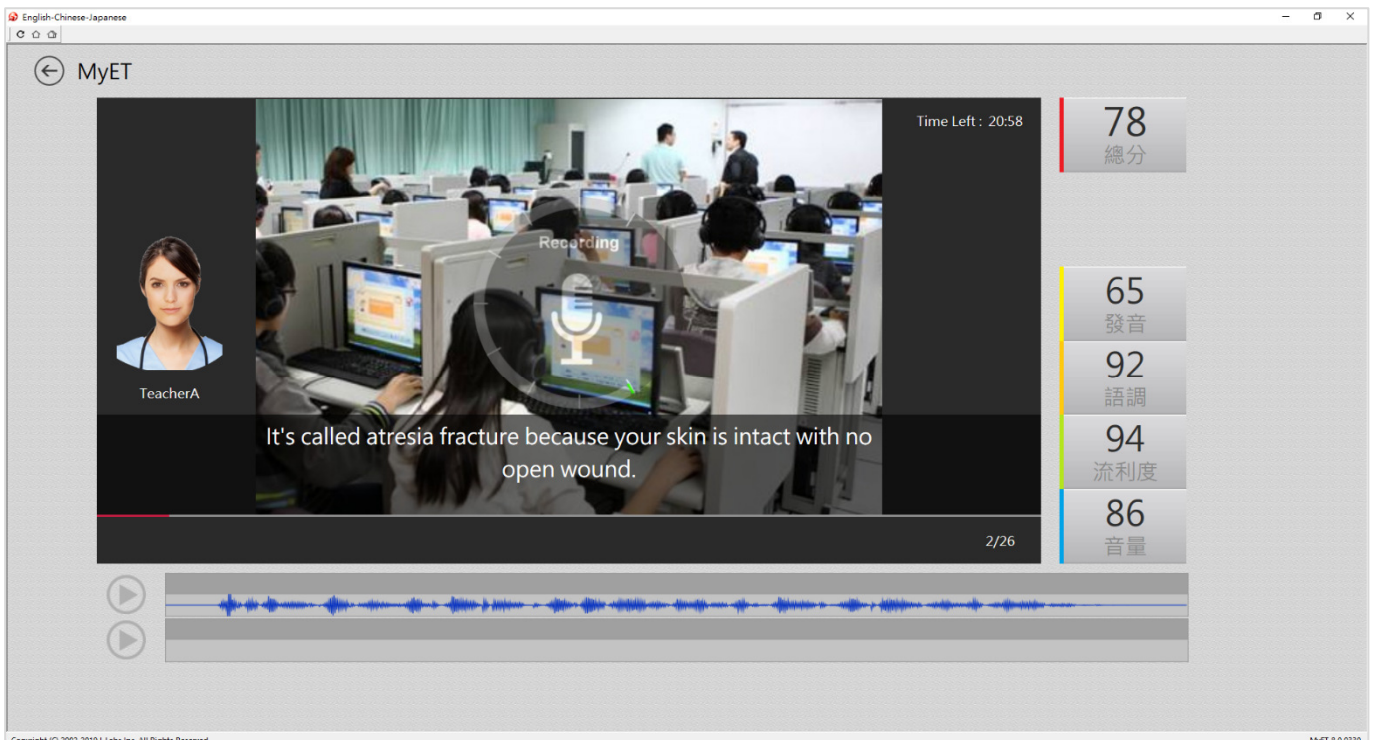 English-Chinese-Japanese
MyET
Time Left : 20:58
78
總分
Recording
65
發音
92
語調
TeacherA
It's called atresia fracture because your skin is intact with no
open wound.
94
流利度
86
音量
2/26